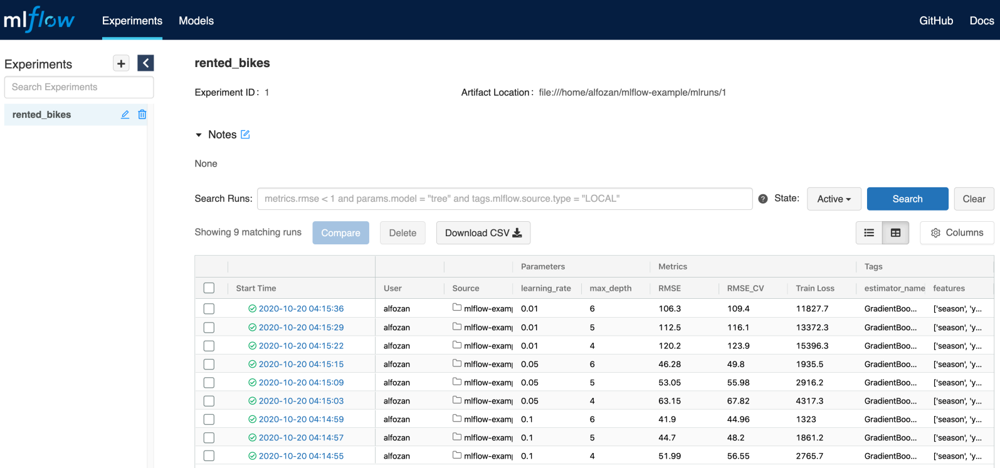 mlflow Experiments Models GitHub Docs
Experiments
Search Experiments
rented_bikes
rented_bikes
Experiment ID: 1 Artifact Location: file:///home/alfozan/mlflow-example/mlruns/1
Notes
None
Search Runs: metrics.rmse < 1 and params.model = "tree" and tags.mlflow.source.type = "LOCAL" ? State: Active Search Clear
Showing 9 matching runs Compare Delete Download CSV Columns
Parameters Metrics Tags
Start Time User Source learning_rate max_depth RMSE RMSE_CV Train Loss estimator_name features
2020-10-20 04:15:36 alfozan mlflow-examp 0.01 6 106.3 109.4 11827.7 GradientBoo... ['season', 'y...
2020-10-20 04:15:29 alfozan mlflow-examp 0.01 5 112.5 116.1 13372.3 GradientBoo... ['season', 'y...
2020-10-20 04:15:22 alfozan mlflow-examp 0.01 4 120.2 123.9 15396.3 GradientBoo... ['season', 'y...
2020-10-20 04:15:15 alfozan mlflow-examp 0.05 6 46.28 49.8 1935.5 GradientBoo... ['season', 'y...
2020-10-20 04:15:09 alfozan mlflow-examp 0.05 5 53.05 55.98 2916.2 GradientBoo... ['season', 'y...
2020-10-20 04:15:03 alfozan mlflow-examp 0.05 4 63.15 67.82 4317.3 GradientBoo... ['season', 'y...
2020-10-20 04:14:59 alfozan mlflow-examp 0.1 6 41.9 44.96 1323 GradientBoo... ['season', 'y...
2020-10-20 04:14:57 alfozan mlflow-examp 0.1 5 44.7 48.2 1861.2 GradientBoo... ['season', 'y...
2020-10-20 04:14:55 alfozan mlflow-examp 0.1 4 51.99 56.55 2765.7 GradientBoo... ['season', 'y...